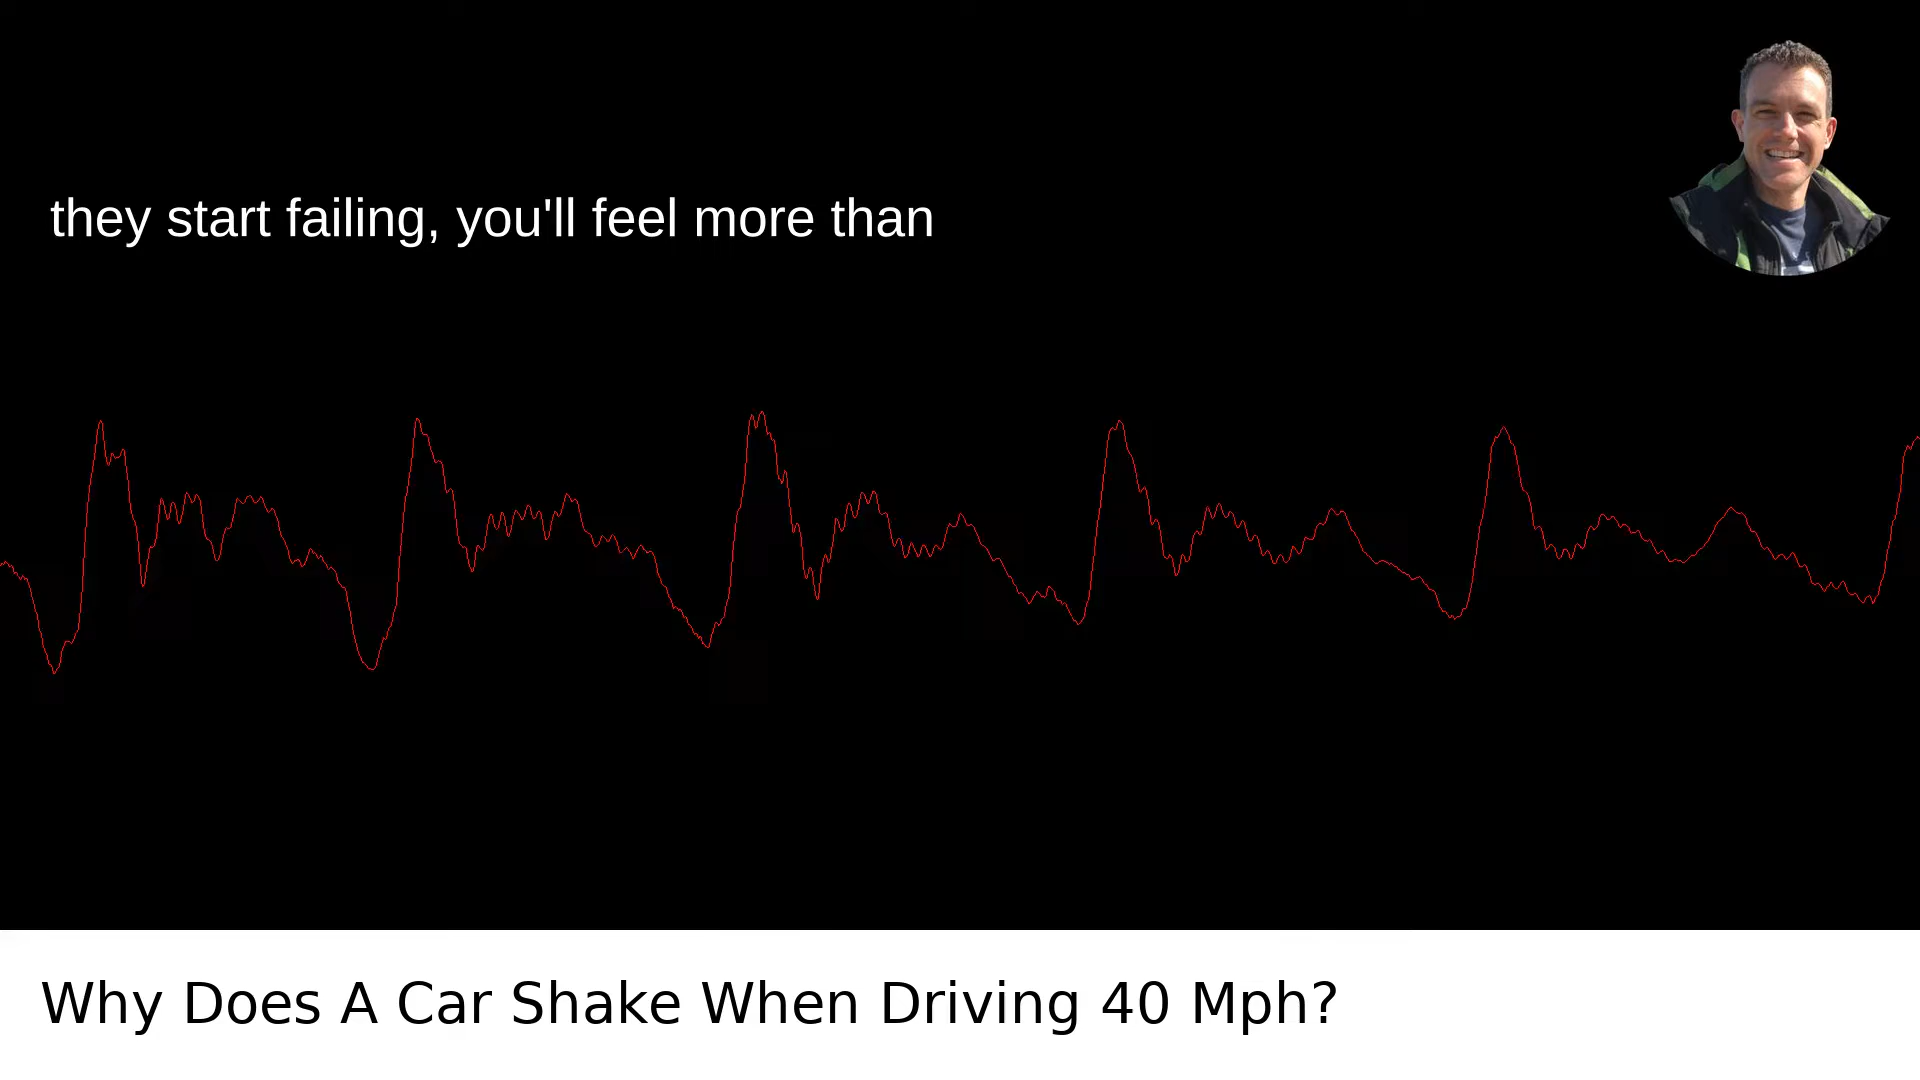 they start failing, you'll feel more than
Why Does A Car Shake When Driving 40 Mph?